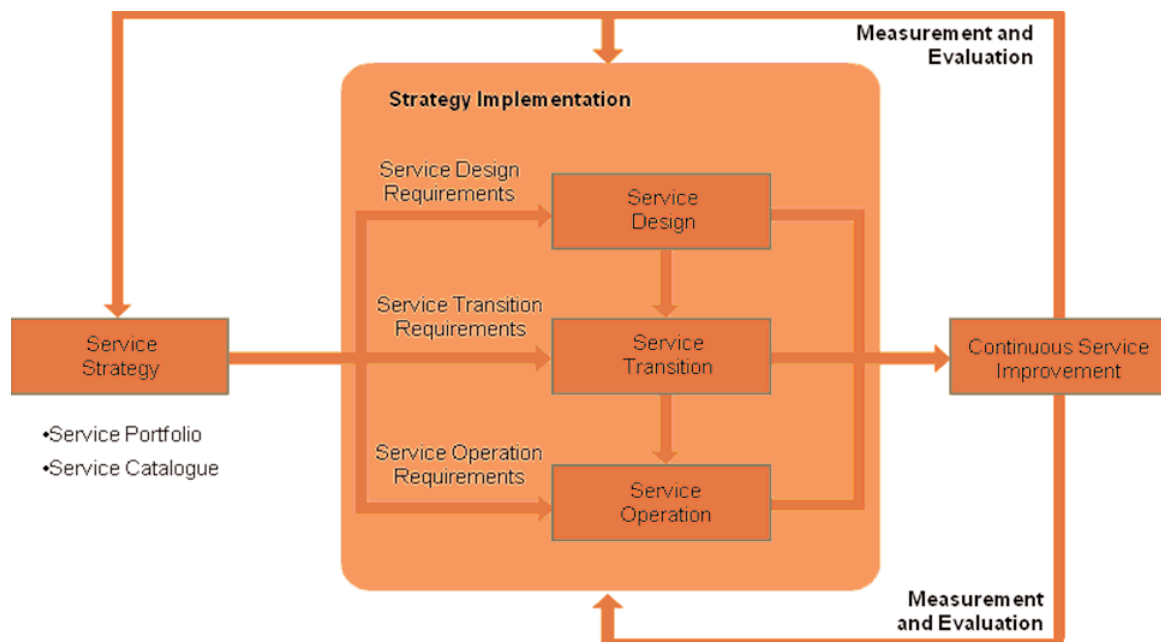 Measurement and
Evaluation
Strategy Implementation
Service Design
Requirements
Service
Design
Service Transition
Requirements
Service
Strategy
Service
Transition
Continuous Service
Improvement
•Service Portfolio
•Service Catalogue
Service Operation
Requirements
Service
Operation
Measurement
and Evaluation